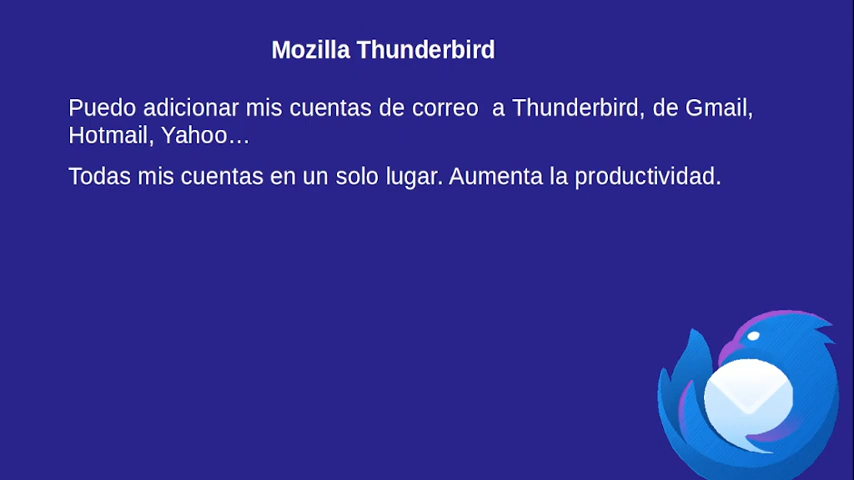 Mozilla Thunderbird
Puedo adicionar mis cuentas de correo  a Thunderbird, de Gmail,
Hotmail, Yahoo…
Todas mis cuentas en un solo lugar. Aumenta la productividad.